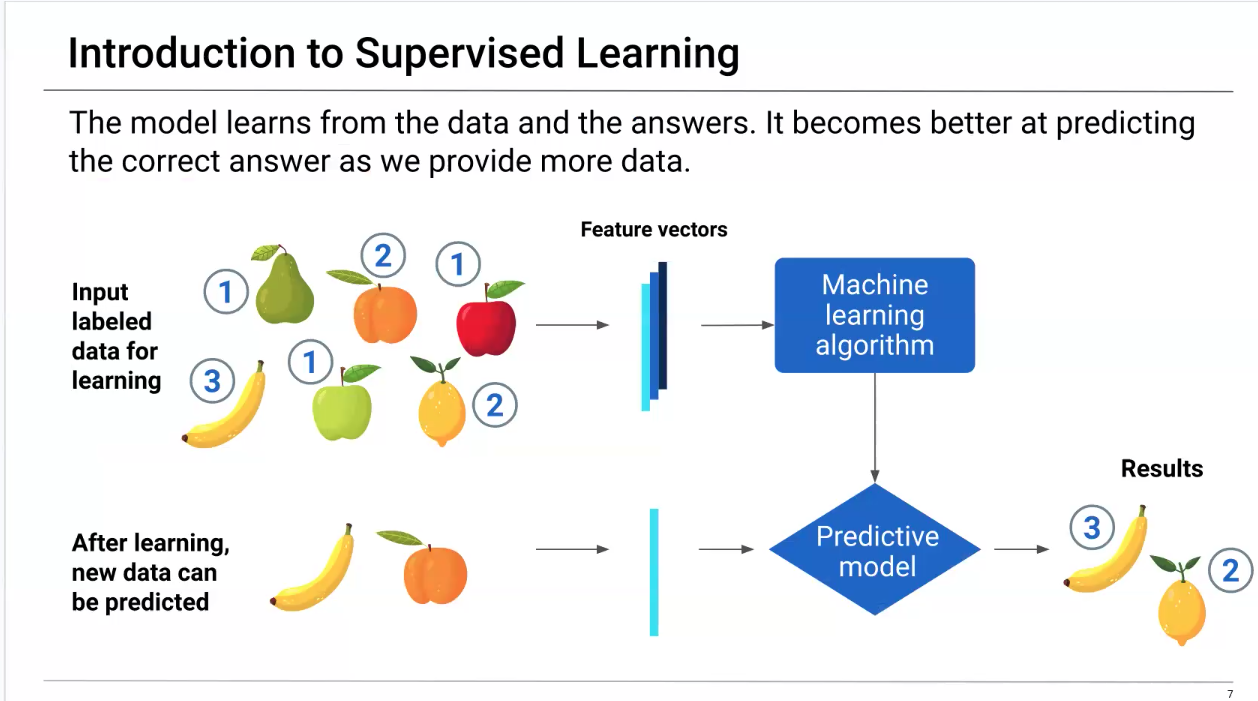 Introduction to Supervised Learning
The model learns from the data and the answers. It becomes better at predicting
the correct answer as we provide more data.
Feature vectors
Input
labeled
data for
learning
1
2
1
3
1
2
Machine
learning
algorithm
Results
After learning,
new data can
be predicted
Predictive
model
3
2
7